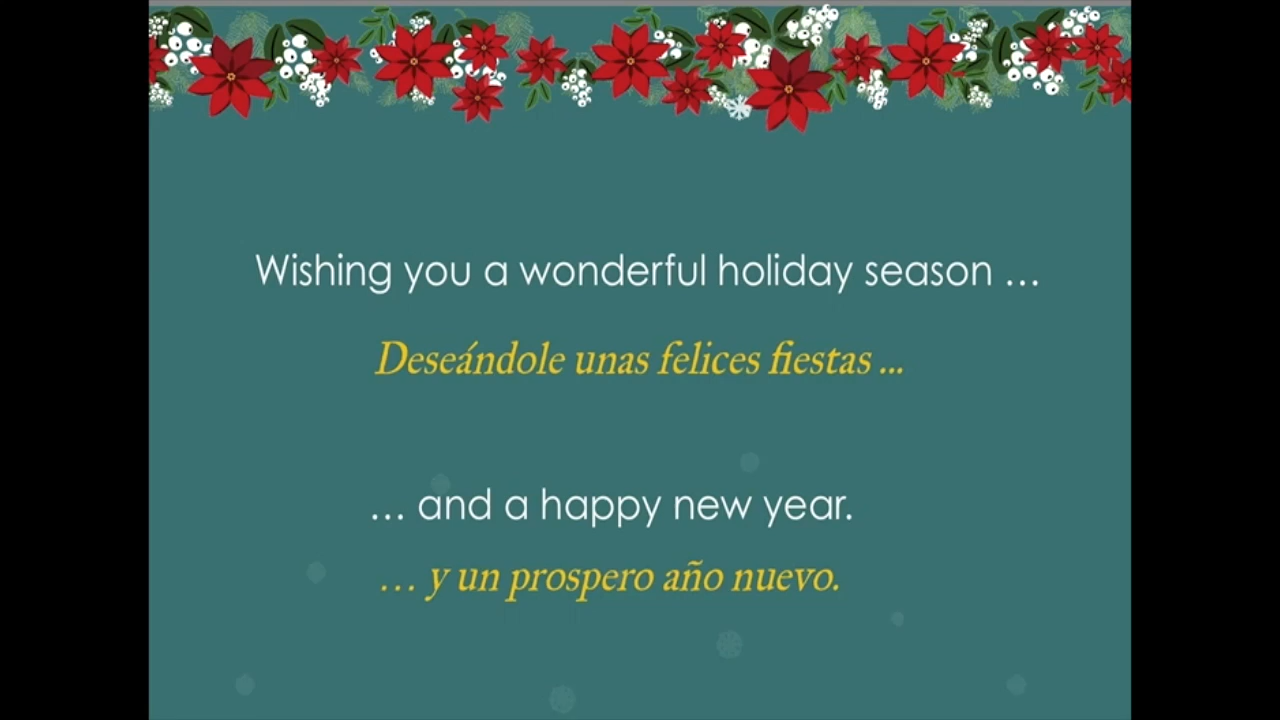 Wishing you a wonderful holiday season …
Deseándole unas felices fiestas ...
… and a happy new year.
… y un prospero año nuevo.